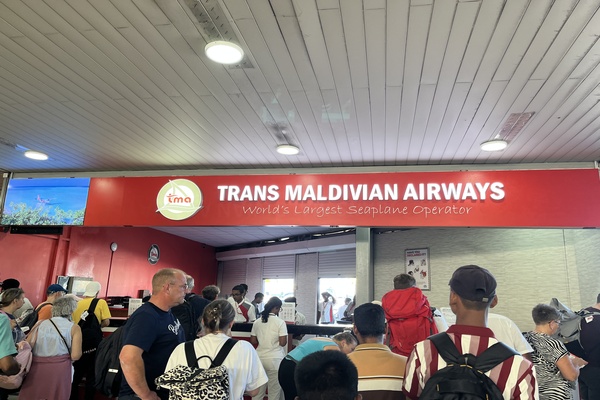 tma
TRANS MALDIVIAN AIRWAYS
World's Largest Seaplane Operator